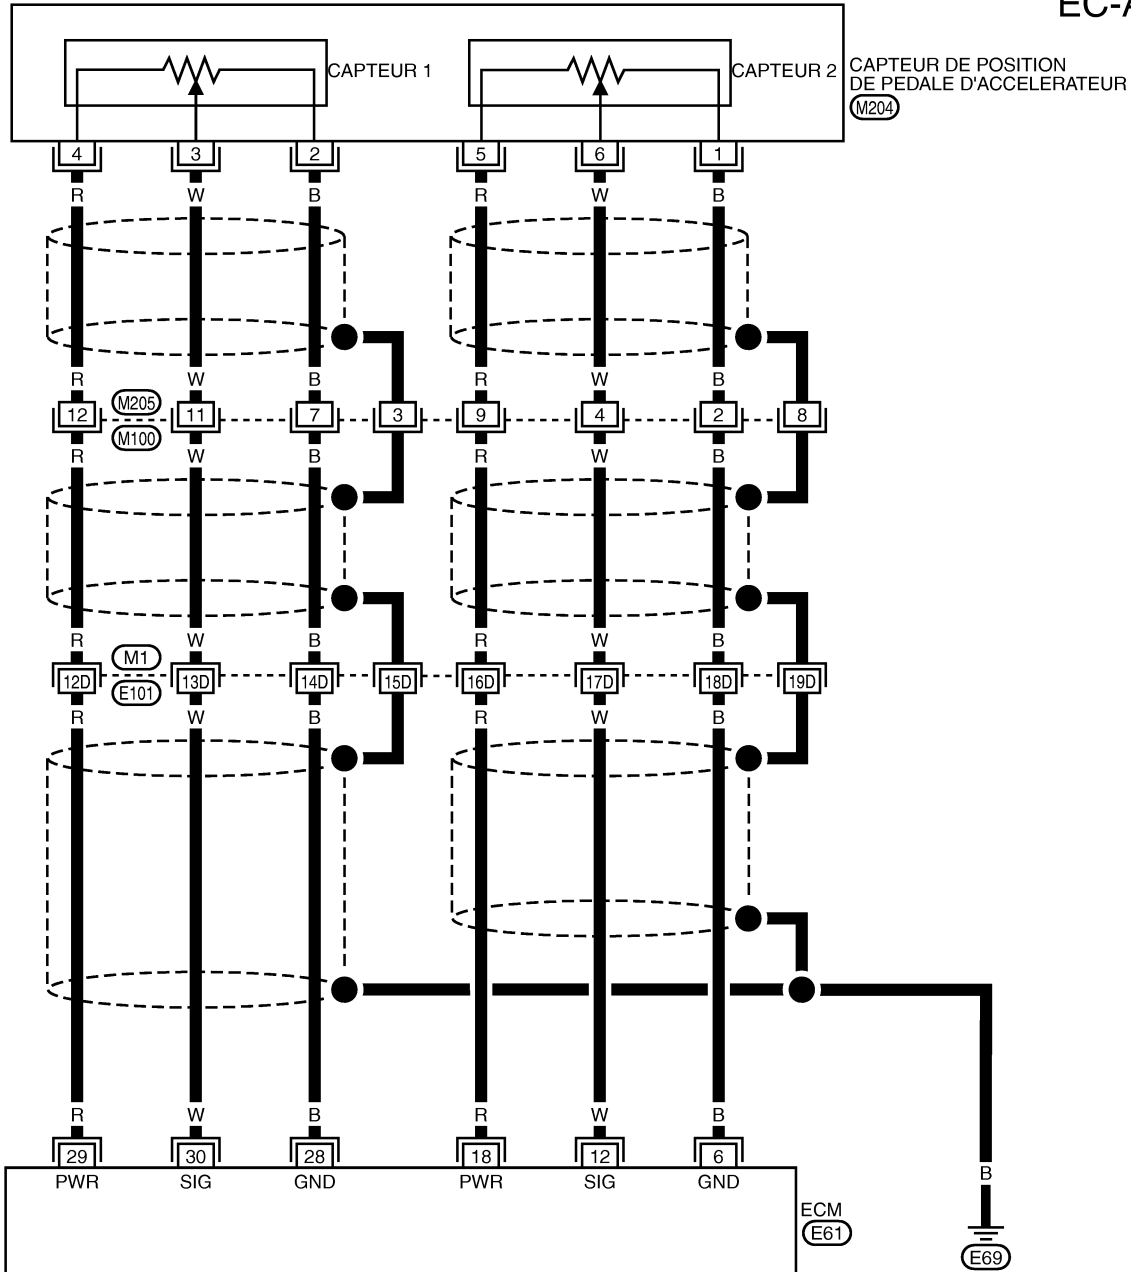 EC-A
CAPTEUR 1
CAPTEUR 2
CAPTEUR DE POSITION
DE PEDALE D'ACCELERATEUR
M204
4 3 2 5 6 1
R W B R W B
R W B R W B
M205
12 11 7 3 9 4 2 8
M100
R W B R W B
R W B R W B
M1
12D 13D 14D 15D 16D 17D 18D 19D
E101
R W B R W B
R W B R W B
29 30 28 18 12 6
PWR SIG GND PWR SIG GND
B
ECM
E61
E69